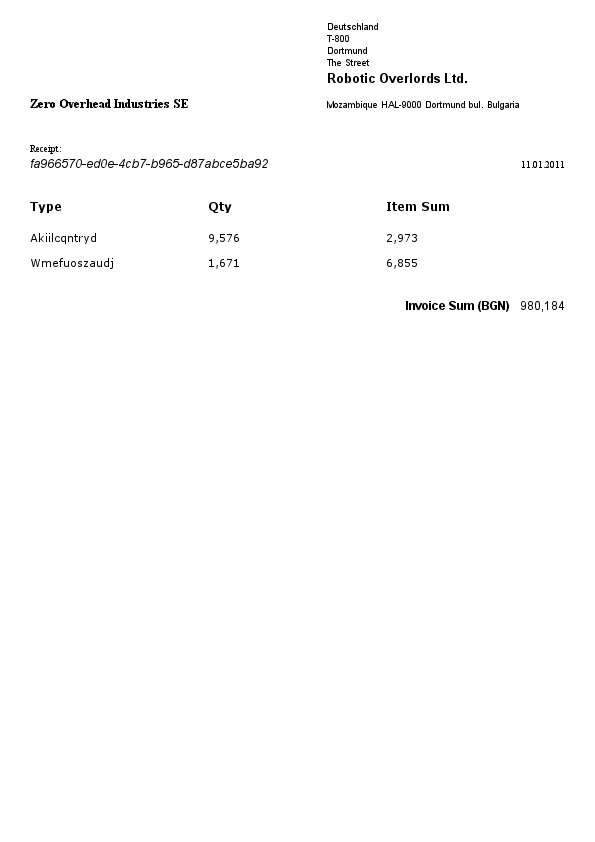 Deutschland
T-800
Dortmund
The Street
Robotic Overlords Ltd.
Zero Overhead Industries SE
Mozambique HAL-9000 Dortmund bul. Bulgaria
Receipt:
fa966570-ed0e-4cb7-b965-d87abce5ba92
11.01.2011
Type Qty Item Sum
Akiilcqntryd 9,576 2,973
Wmefuoszaudj 1,671 6,855
Invoice Sum (BGN) 980,184